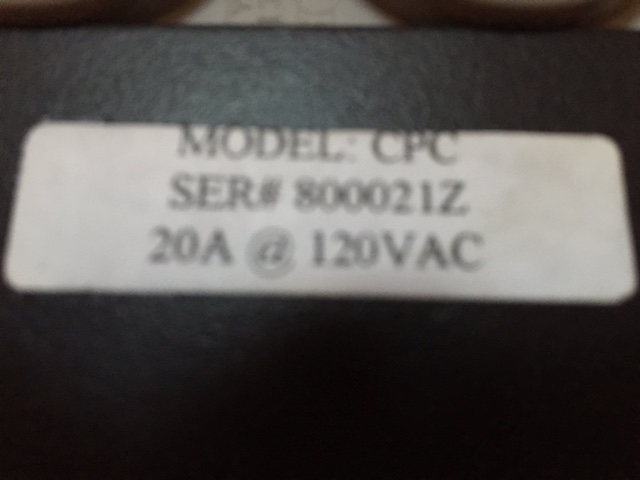 MODEL: CPC
SER# 800021Z
20A @ 120VAC